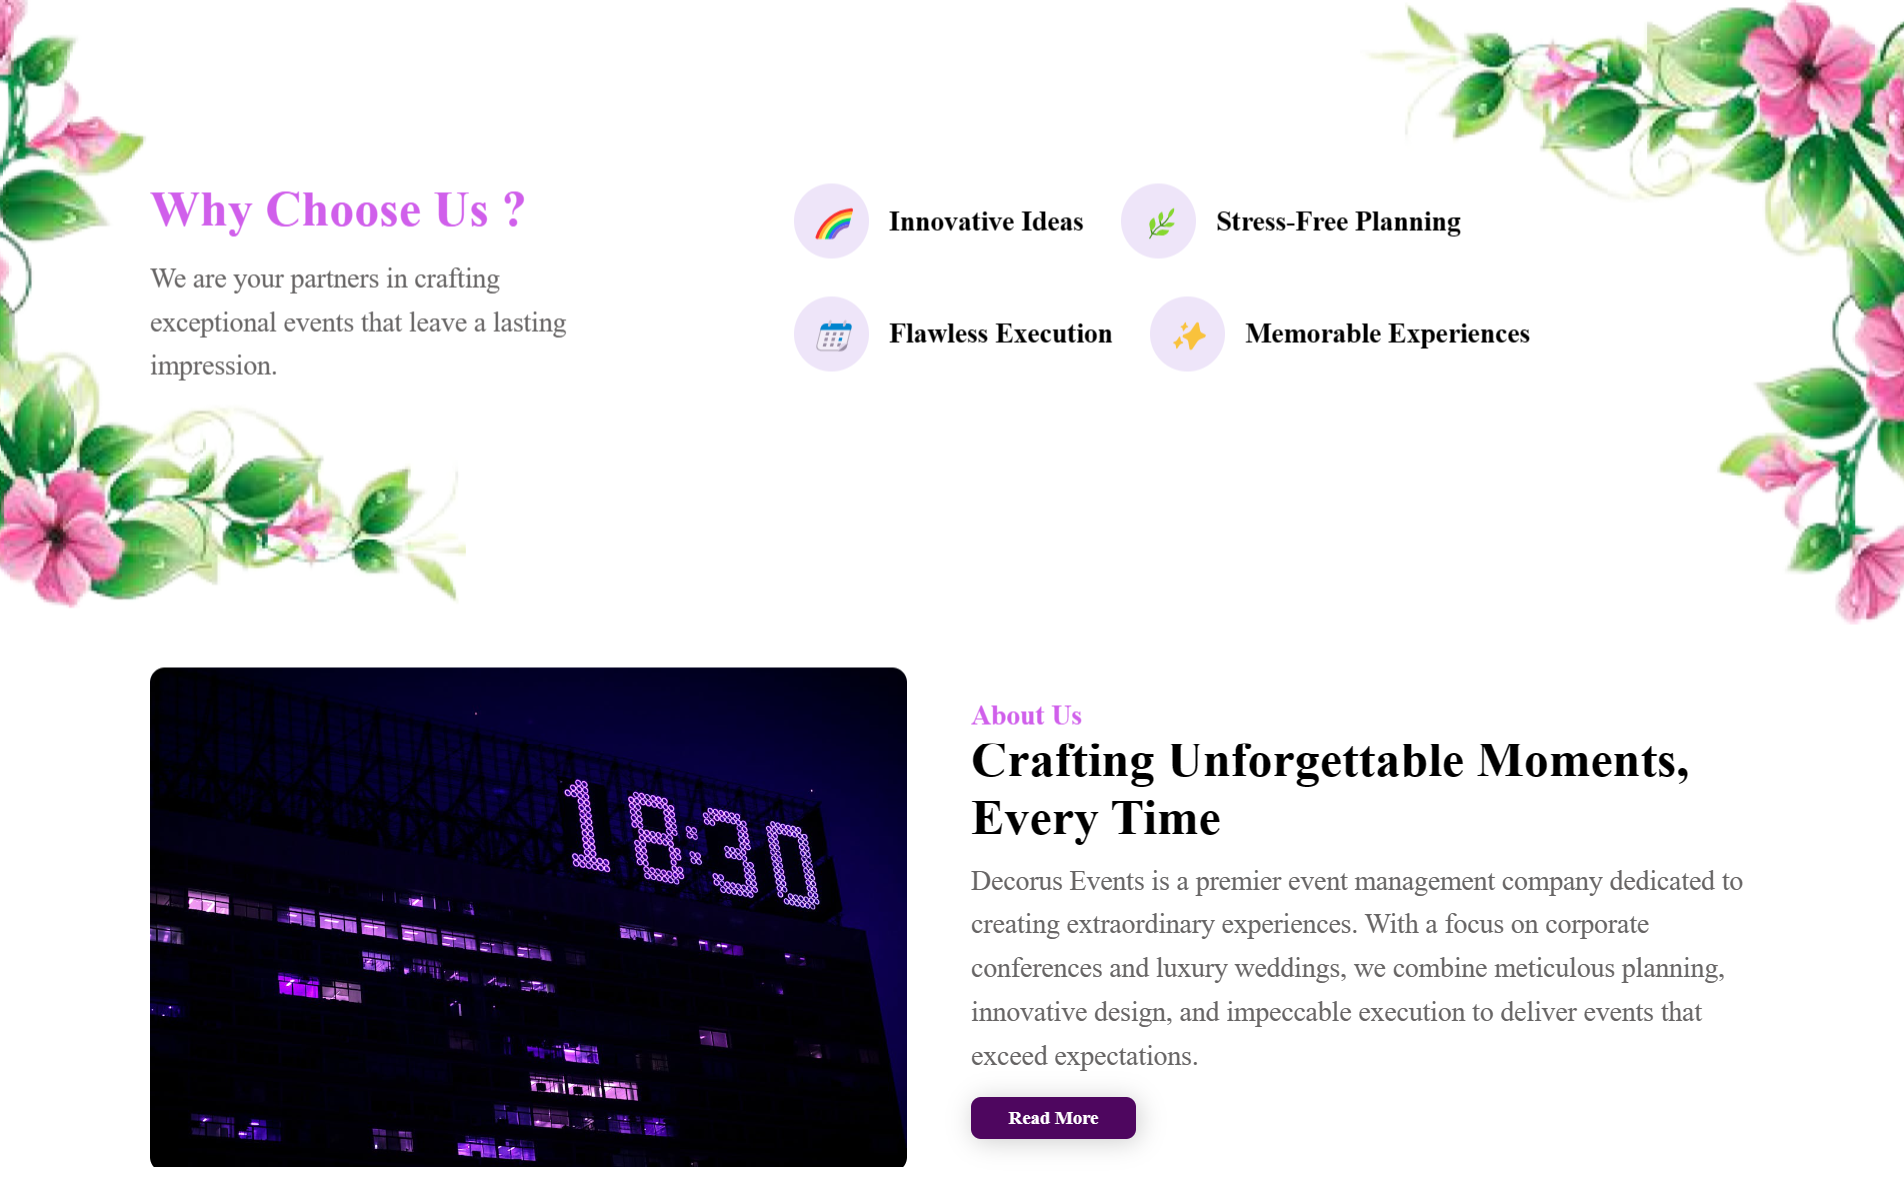 Why Choose Us ?
We are your partners in crafting
exceptional events that leave a lasting
impression.
Innovative Ideas
Stress-Free Planning
Flawless Execution
Memorable Experiences
18:30
About Us
Crafting Unforgettable Moments,
Every Time
Decorus Events is a premier event management company dedicated to
creating extraordinary experiences. With a focus on corporate
conferences and luxury weddings, we combine meticulous planning,
innovative design, and impeccable execution to deliver events that
exceed expectations.
Read More